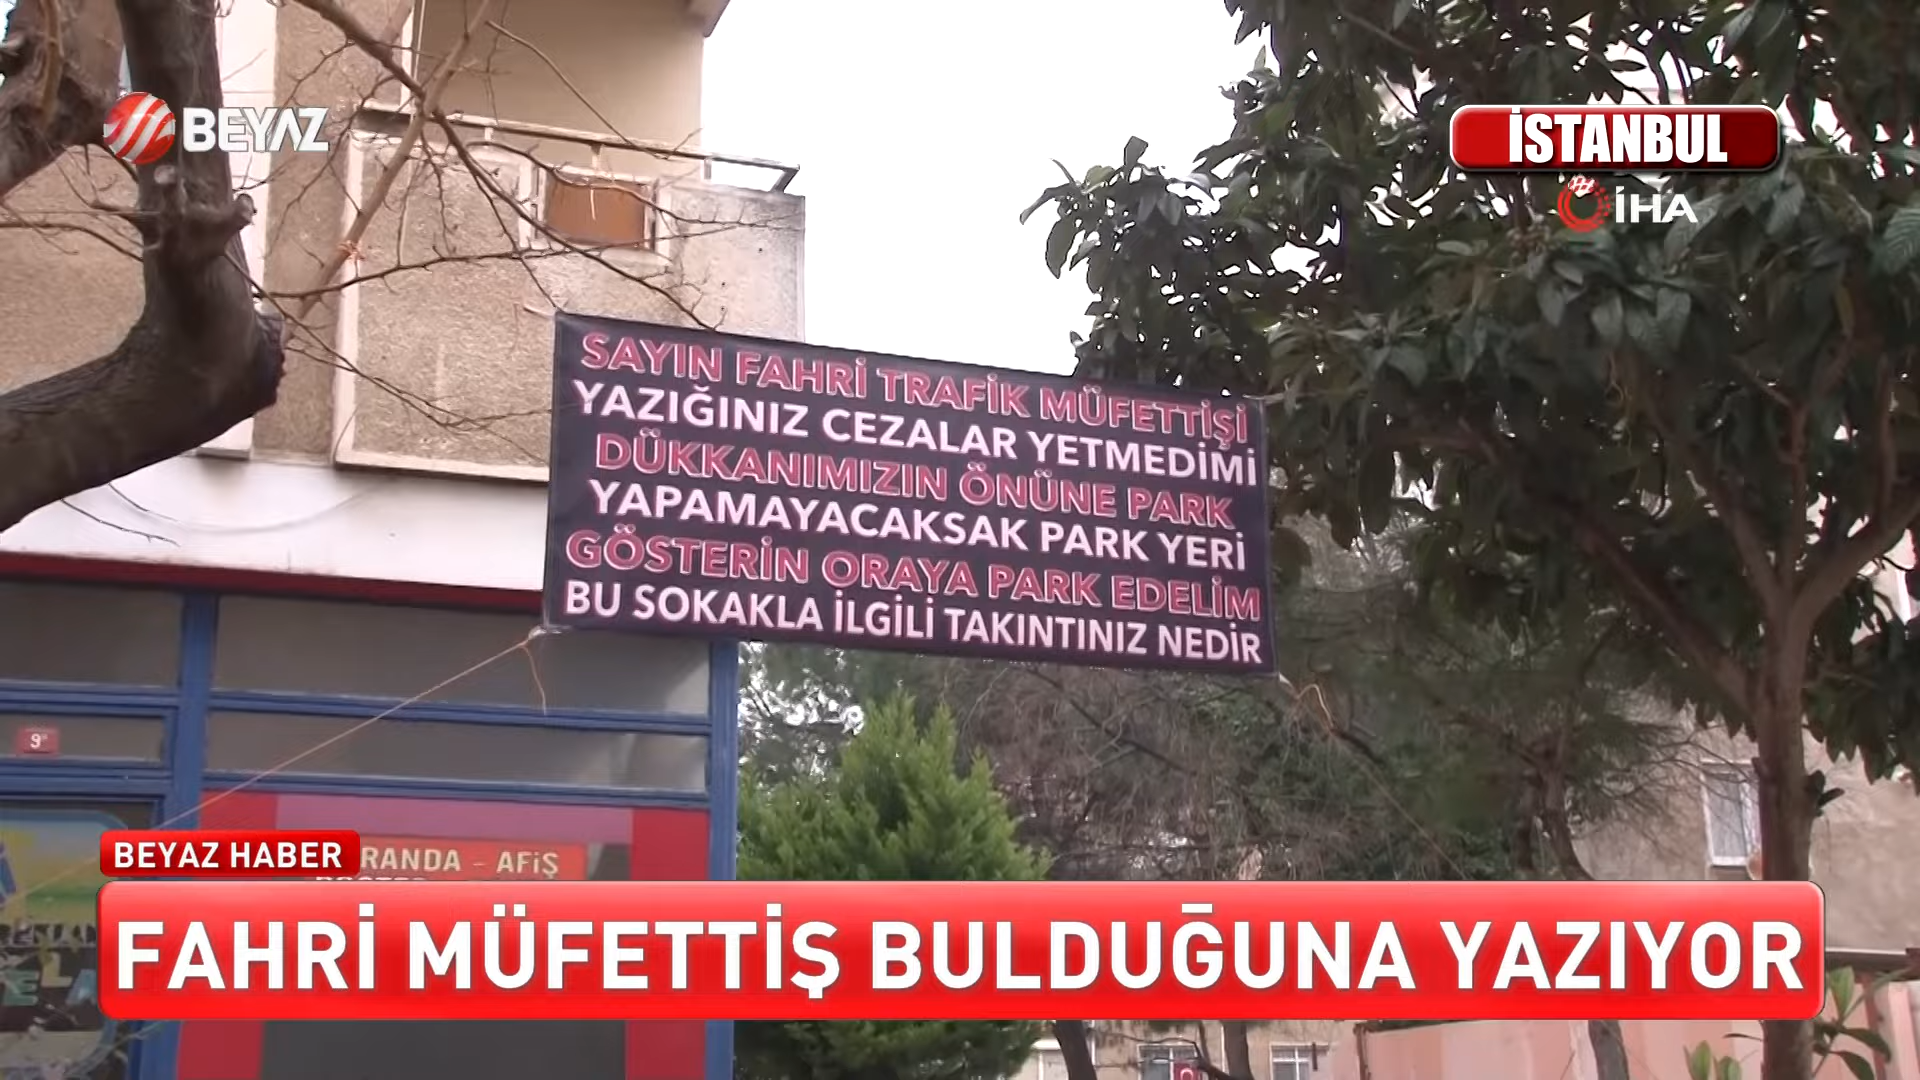 BEYAZ
İSTANBUL
İHA
SAYIN FAHRİ TRAFİK MÜFETTİŞİ
YAZIĞINIZ CEZALAR YETMEDİMİ
DÜKKANIMIZIN ÖNÜNE PARK
YAPAMAYACAKSAK PARK YERİ
GÖSTERİN ORAYA PARK EDELİM
BU SOKAKLA İLGİLİ TAKINTINIZ NEDİR
9
BEYAZ HABER
RANDA - AFİŞ
FAHRİ MÜFETTİŞ BULDUĞUNA YAZIYOR